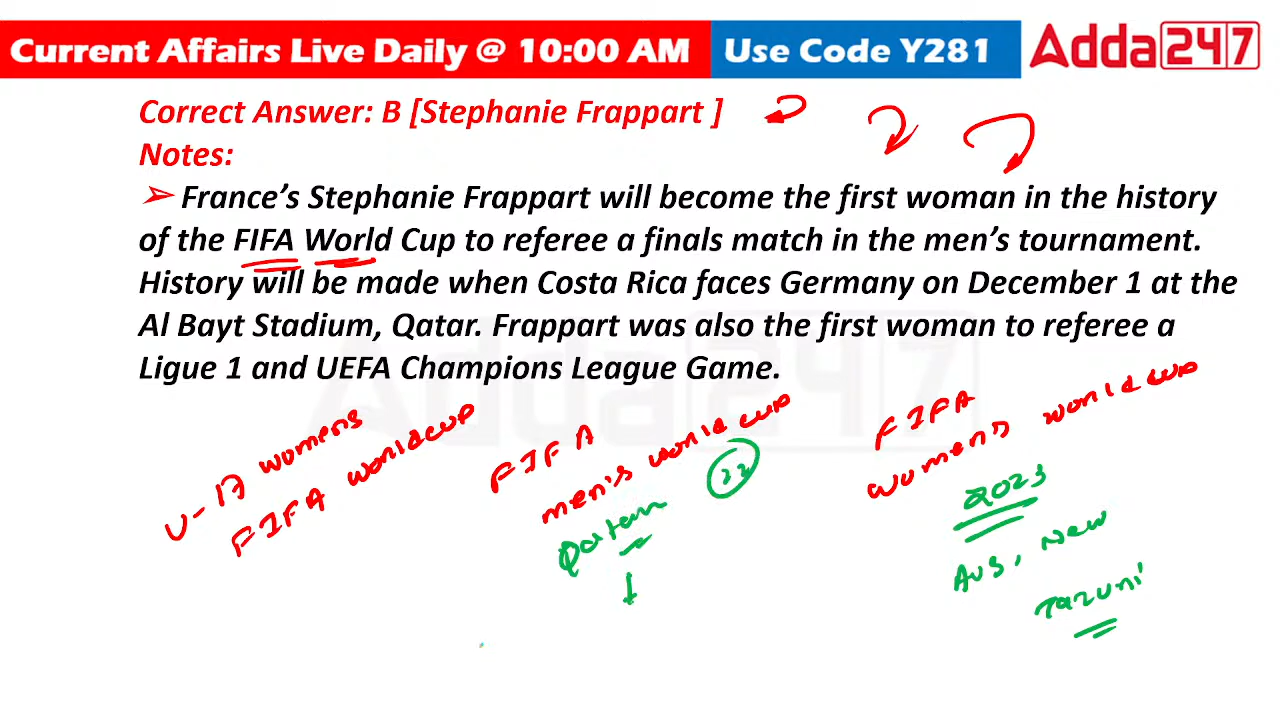 Current Affairs Live Daily @ 10:00 AM
Use Code Y281
Adda247
Correct Answer: B [Stephanie Frappart ]
Notes:
➢ France's Stephanie Frappart will become the first woman in the history
of the FIFA World Cup to referee a finals match in the men's tournament.
History will be made when Costa Rica faces Germany on December 1 at the
Al Bayt Stadium, Qatar. Frappart was also the first woman to referee a
Ligue 1 and UEFA Champions League Game.
Adda247
U-17 womens
FIFA worldcup
FIFA
men's world cup
22
Qatar
FIFA
women's world cup
2023
Aus, New
Tazuni